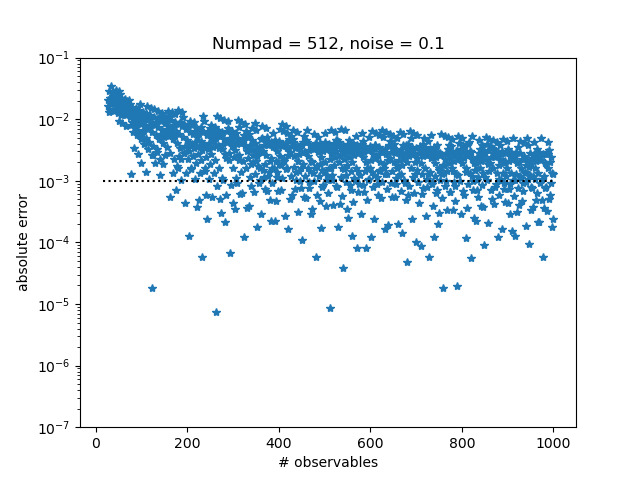 Numpad = 512, noise = 0.1
10⁻¹
10⁻²
10⁻³
10⁻⁴
10⁻⁵
10⁻⁶
10⁻⁷
absolute error
0 200 400 600 800 1000
# observables